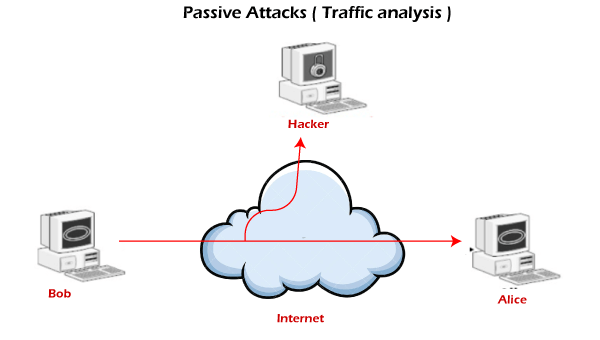 Passive Attacks ( Traffic analysis )
Hacker
Bob
Alice
Internet